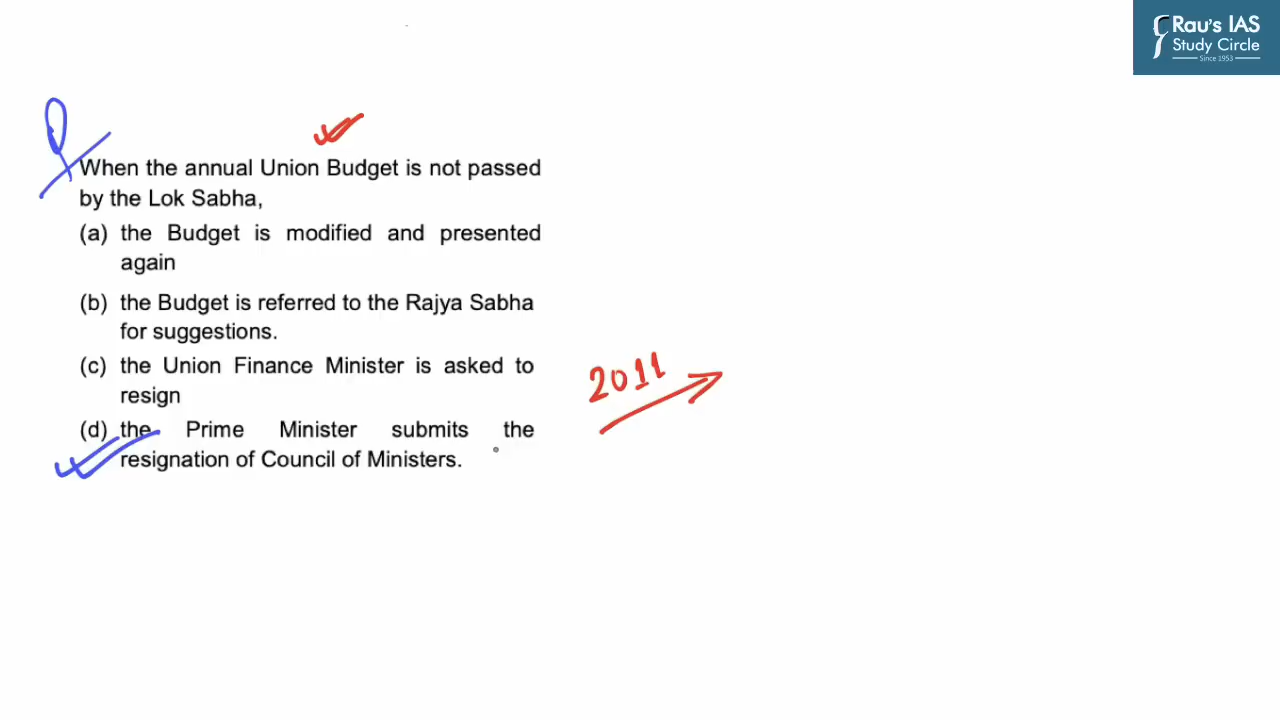 Rau's IAS
Study Circle
Since 1953
Q
When the annual Union Budget is not passed
by the Lok Sabha,
(a) the Budget is modified and presented
again
(b) the Budget is referred to the Rajya Sabha
for suggestions.
(c) the Union Finance Minister is asked to
resign
2011
(d) the Prime Minister submits the
resignation of Council of Ministers.